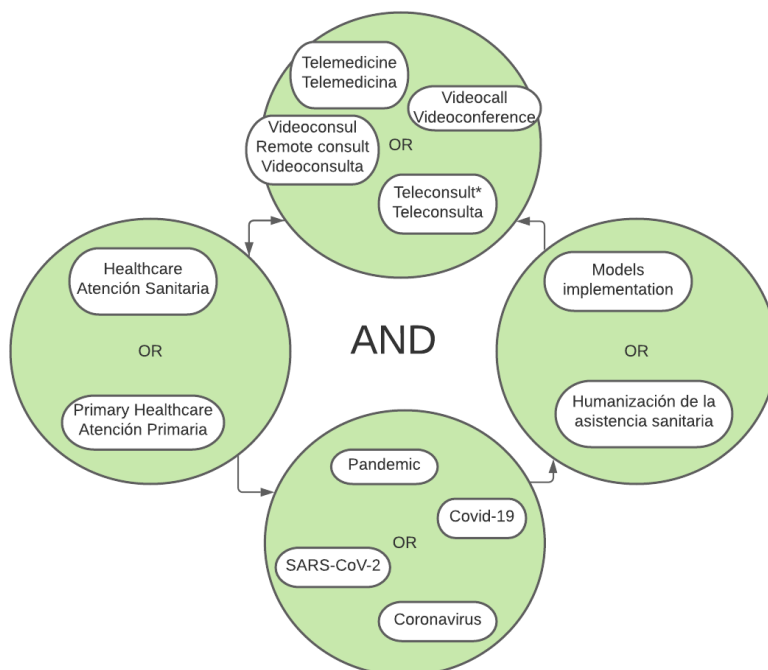 Telemedicine
Telemedicina
Videocall
Videoconference
Videoconsul
Remote consult
Videoconsulta
OR
Teleconsult*
Teleconsulta
Healthcare
Atención Sanitaria
OR
Primary Healthcare
Atención Primaria
AND
Models
implementation
OR
Humanización de la
asistencia sanitaria
Pandemic
Covid-19
OR
SARS-CoV-2
Coronavirus